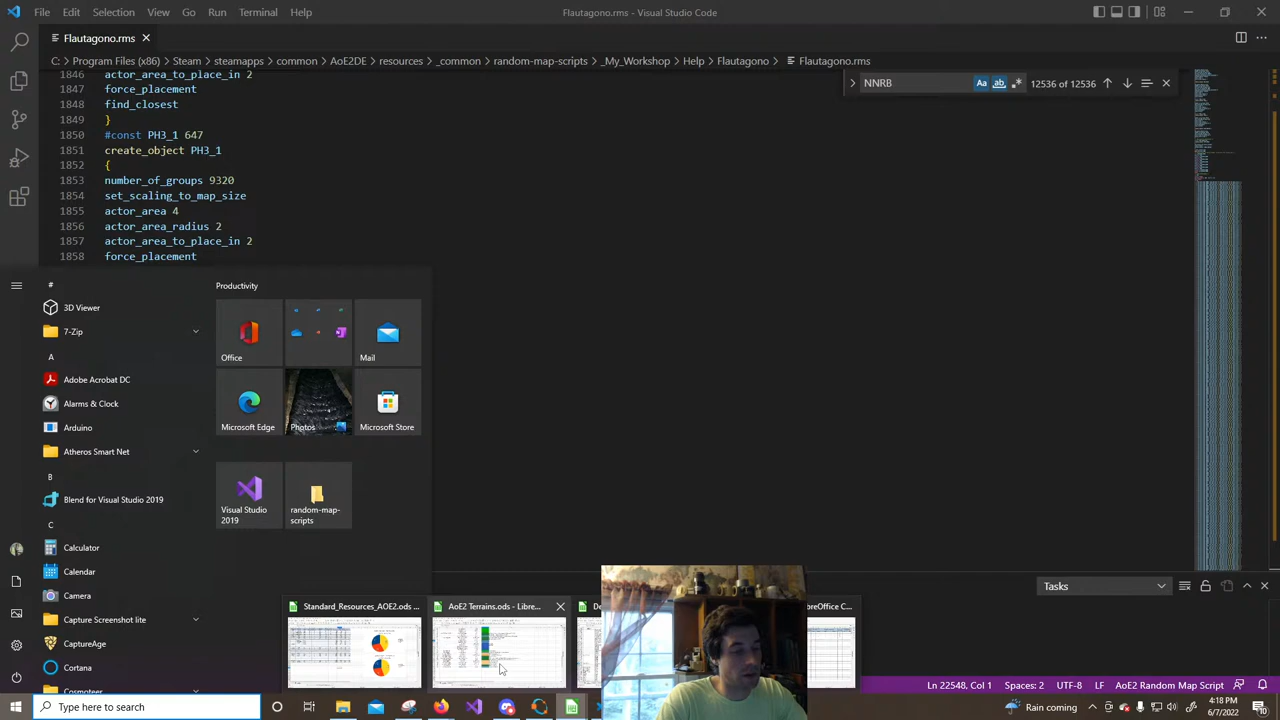 File Edit Selection View Go Run Terminal Help
Flautagono.rms - Visual Studio Code
Flautagono.rms
C: > Program Files (x86) > Steam > steamapps > common > AoE2DE > resources > _common > random-map-scripts > _My_Workshop > Help > Flautagono > Flautagono.rms
NNRB Aa ab 12536 of 12536
1846 actor_area_to_place_in 2
1847 force_placement
1848 find_closest
1849 }
1850 #const PH3_1 647
1851 create_object PH3_1
1852 {
1853 number_of_groups 9320
1854 set_scaling_to_map_size
1855 actor_area 4
1856 actor_area_radius 2
1857 actor_area_to_place_in 2
1858 force_placement
#
3D Viewer
7-Zip
A
Adobe Acrobat DC
Alarms & Clock
Arduino
Atheros Smart Net
B
Blend for Visual Studio 2019
C
Calculator
Calendar
Camera
Capture Screenshot lite
CaptureAge
Cortana
Cosmoteer
Productivity
Office
Mail
Microsoft Edge
Photos
Microsoft Store
Visual Studio 2019
random-map-scripts
Tasks
Standard_Resources_AOE2.ods ...
AoE2 Terrains.ods - Libre...
Ln 22548, Col 1 Spaces: 2 UTF-8 LF AoE2 Random Map Script
Type here to search
Rain coming
4:18 PM
6/7/2022
10